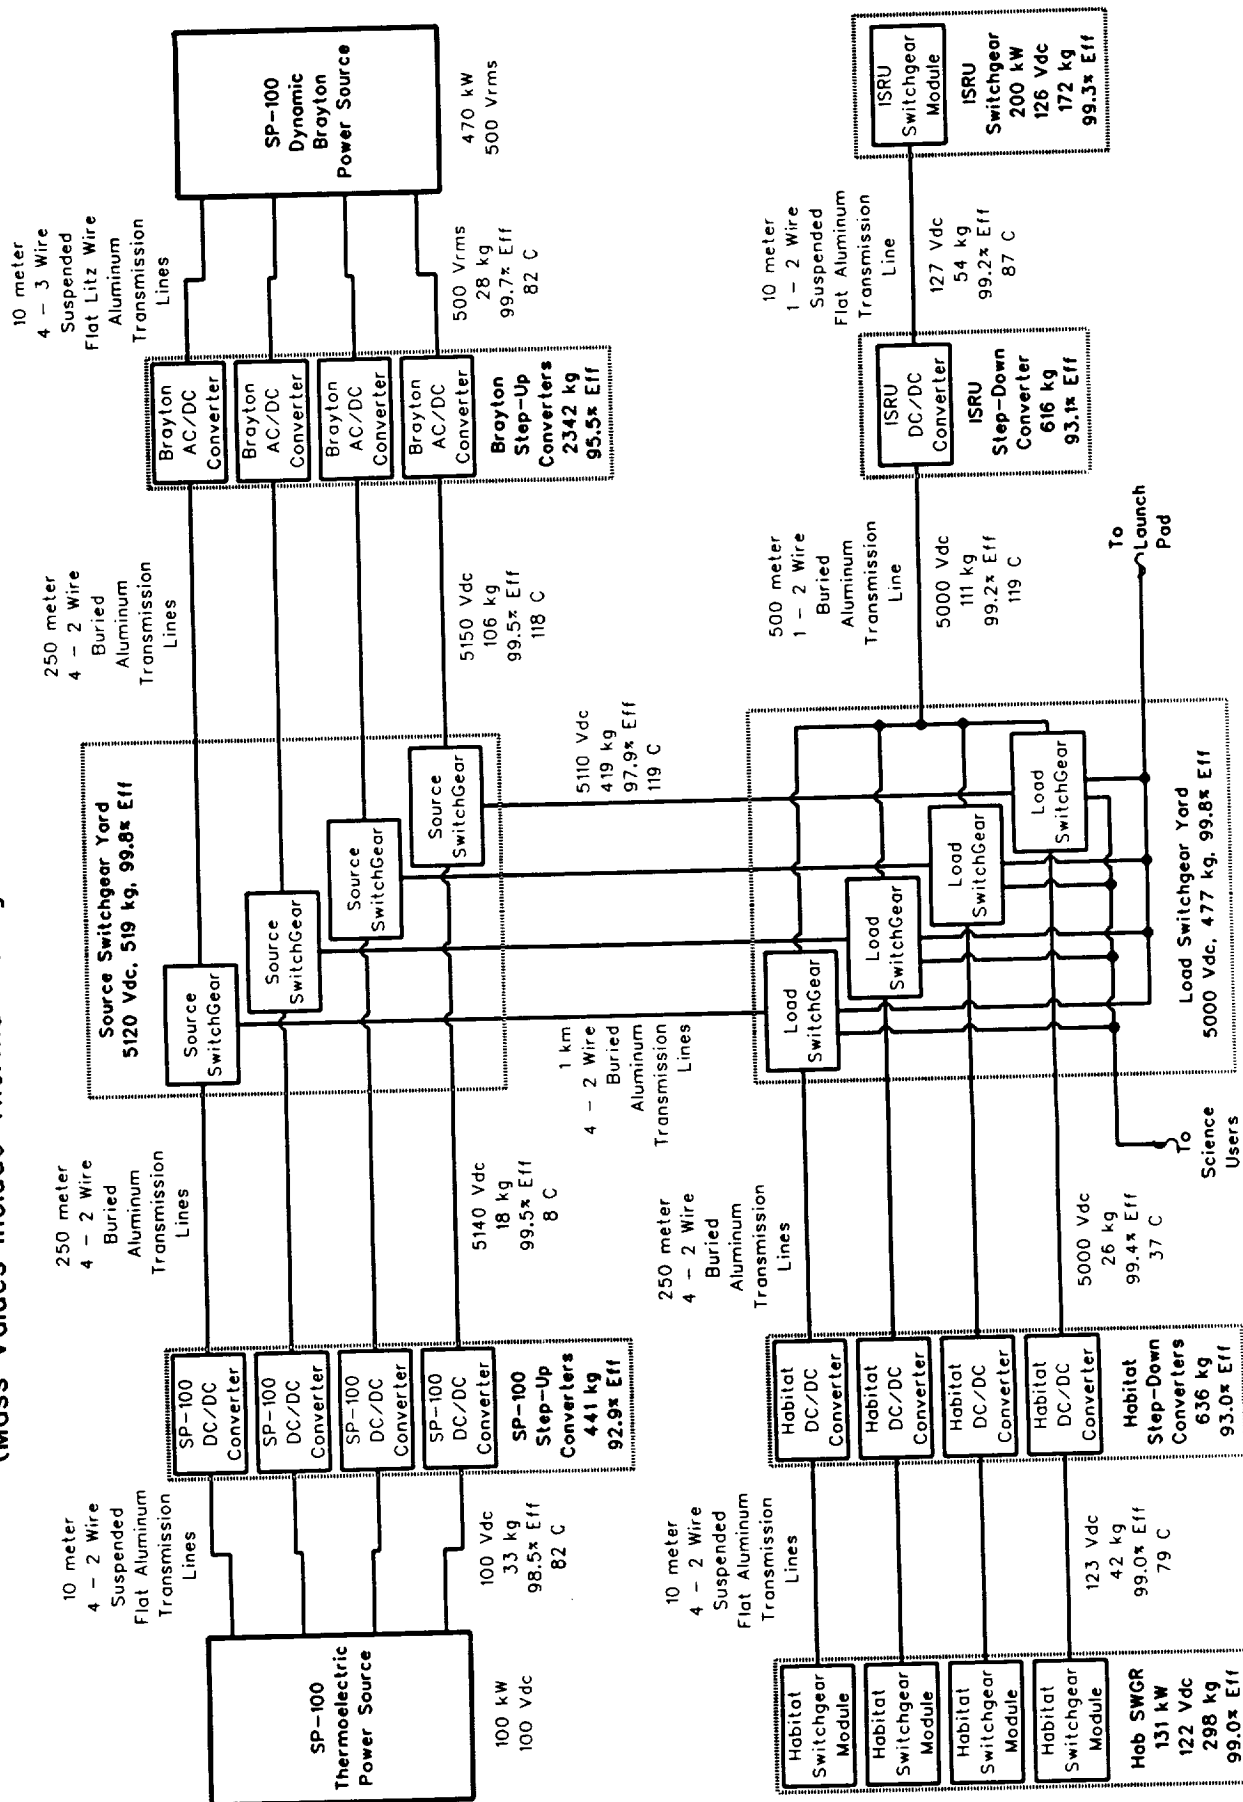 (Mass Values Include
10 meter
4 - 2 Wire
Suspended
Flat Aluminum
Transmission
Lines
250 meter
4 - 2 Wire
Buried
Aluminum
Transmission
Lines
Source Switchgear Yard
5120 Vdc, 519 kg, 99.8% Eff
250 meter
4 - 2 Wire
Buried
Aluminum
Transmission
Lines
10 meter
4 - 3 Wire
Suspended
Flat Litz Wire
Aluminum
Transmission
Lines
SP-100
Thermoelectric
Power Source
100 kW
100 Vdc
100 Vdc
33 kg
98.5% Eff
82 C
SP-100
DC/DC
Converter
SP-100
DC/DC
Converter
SP-100
DC/DC
Converter
SP-100
DC/DC
Converter
SP-100
Step-Up
Converters
441 kg
92.9% Eff
5140 Vdc
18 kg
99.5% Eff
8 C
Source
SwitchGear
Source
SwitchGear
Source
SwitchGear
Source
SwitchGear
5150 Vdc
106 kg
99.5% Eff
118 C
Brayton
AC/DC
Converter
Brayton
AC/DC
Converter
Brayton
AC/DC
Converter
Brayton
AC/DC
Converter
Brayton
Step-Up
Converters
2342 kg
95.5% Eff
500 Vrms
28 kg
99.7% Eff
82 C
SP-100
Dynamic
Brayton
Power Source
470 kW
500 Vrms
1 km
4 - 2 Wire
Buried
Aluminum
Transmission
Lines
5110 Vdc
419 kg
97.9% Eff
119 C
10 meter
4 - 2 Wire
Suspended
Flat Aluminum
Transmission
Lines
250 meter
4 - 2 Wire
Buried
Aluminum
Transmission
Lines
500 meter
1 - 2 Wire
Buried
Aluminum
Transmission
Line
10 meter
1 - 2 Wire
Suspended
Flat Aluminum
Transmission
Line
Habitat
Switchgear
Module
Habitat
Switchgear
Module
Habitat
Switchgear
Module
Habitat
Switchgear
Module
Hab SWGR
131 kW
122 Vdc
298 kg
99.0% Eff
123 Vdc
42 kg
99.0% Eff
79 C
Habitat
DC/DC
Converter
Habitat
DC/DC
Converter
Habitat
DC/DC
Converter
Habitat
DC/DC
Converter
Habitat
Step-Down
Converters
636 kg
93.0% Eff
5000 Vdc
26 kg
99.4% Eff
37 C
To
Science
Users
Load
SwitchGear
Load
SwitchGear
Load
SwitchGear
Load
SwitchGear
Load Switchgear Yard
5000 Vdc, 477 kg, 99.8% Eff
5000 Vdc
111 kg
99.2% Eff
119 C
To
Launch
Pad
ISRU
DC/DC
Converter
ISRU
Step-Down
Converter
616 kg
93.1% Eff
127 Vdc
54 kg
99.2% Eff
87 C
ISRU
Switchgear
Module
ISRU
Switchgear
200 kW
126 Vdc
172 kg
99.3% Eff